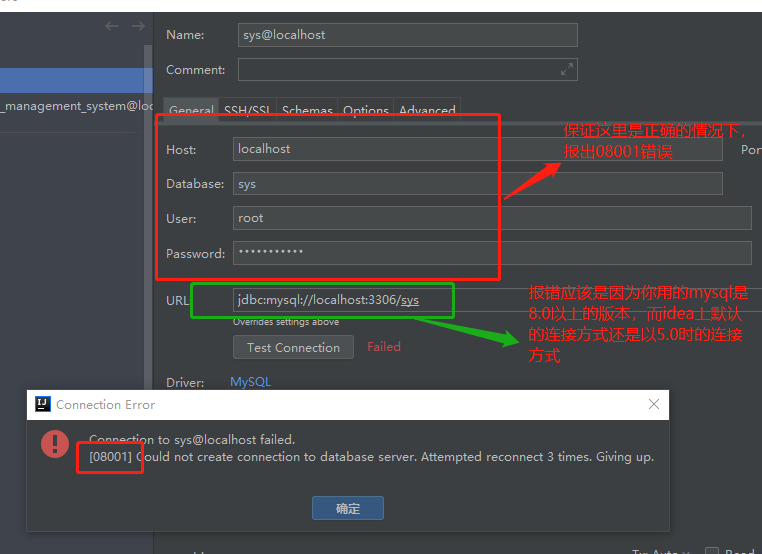 Name:
sys@localhost
Comment:
_management_system@loc
General
SSH/SSL
Schemas
Options
Advanced
保证这里是正确的情况下，
报出08001错误
Host:
localhost
Por
Database:
sys
User:
root
Password:
•••••••••••
URL
jdbc:mysql://localhost:3306/sys
Overrides settings above
报错应该是因为你用的mysql是
8.0以上的版本，而idea上默认
的连接方式还是以5.0时的连接
方式
Test Connection
Failed
Driver:
MySQL
IJ
Connection Error
Connection to sys@localhost failed.
[08001] Could not create connection to database server. Attempted reconnect 3 times. Giving up.
确定